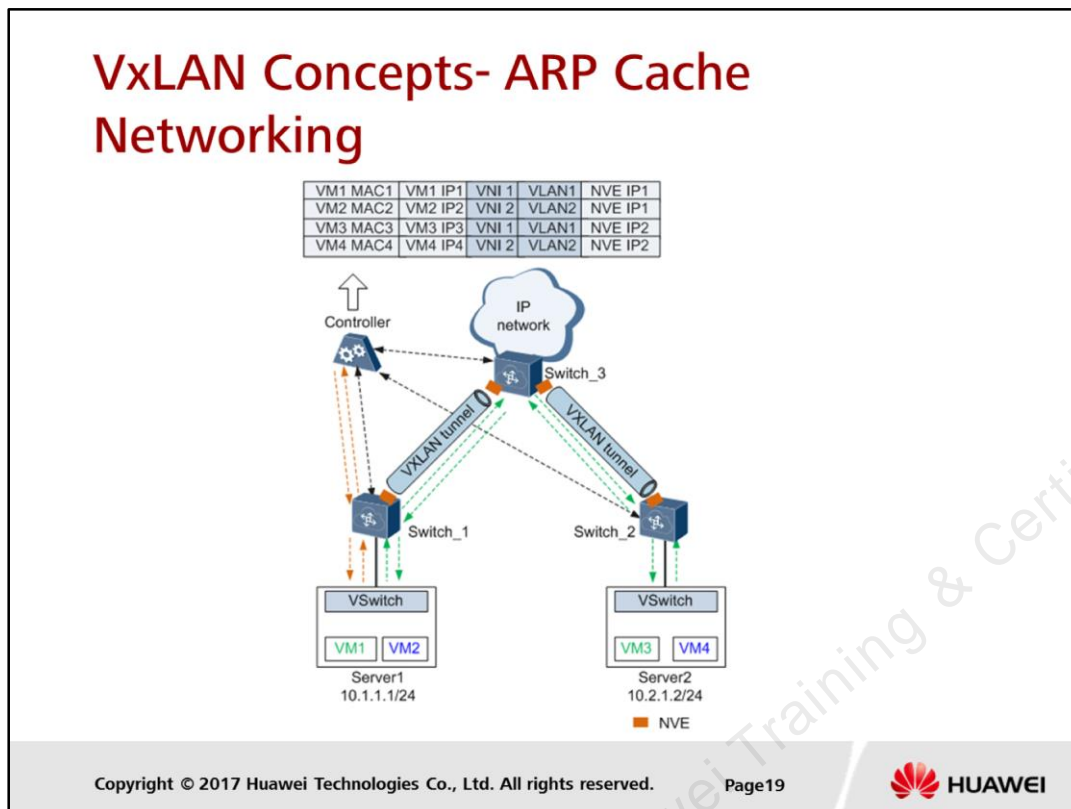 VxLAN Concepts- ARP Cache
Networking
VM1 MAC1 VM1 IP1 VNI 1 VLAN1 NVE IP1
VM2 MAC2 VM2 IP2 VNI 2 VLAN2 NVE IP1
VM3 MAC3 VM3 IP3 VNI 1 VLAN1 NVE IP2
VM4 MAC4 VM4 IP4 VNI 2 VLAN2 NVE IP2
Controller
IP
network
Switch_3
VXLAN tunnel
VXLAN tunnel
Switch_1
Switch_2
VSwitch
VM1 VM2
Server1
10.1.1.1/24
VSwitch
VM3 VM4
Server2
10.2.1.2/24
NVE
Training & Certi
Copyright © 2017 Huawei Technologies Co., Ltd. All rights reserved.
Page19
HUAWEI